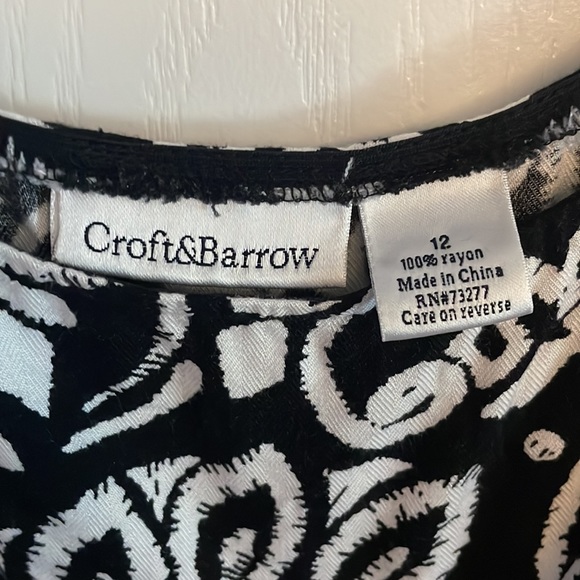 Croft&Barrow
12
100% rayon
Made in China
RN#73277
Care on reverse